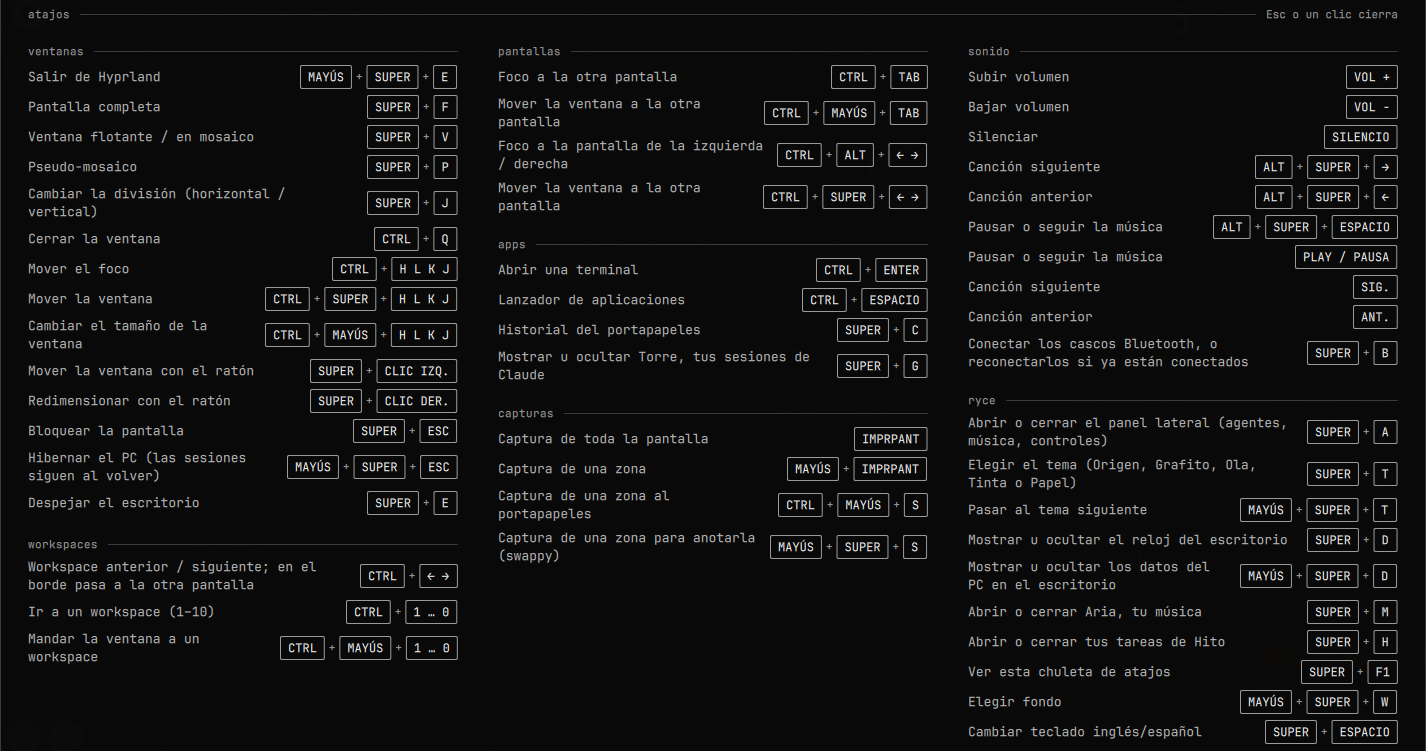 atajos
Esc o un clic cierra
ventanas
Salir de Hyprland MAYÚS + SUPER + E
Pantalla completa SUPER + F
Ventana flotante / en mosaico SUPER + V
Pseudo-mosaico SUPER + P
Cambiar la división (horizontal /
vertical) SUPER + J
Cerrar la ventana CTRL + Q
Mover el foco CTRL + H L K J
Mover la ventana CTRL + SUPER + H L K J
Cambiar el tamaño de la
ventana CTRL + MAYÚS + H L K J
Mover la ventana con el ratón SUPER + CLIC IZQ.
Redimensionar con el ratón SUPER + CLIC DER.
Bloquear la pantalla SUPER + ESC
Hibernar el PC (las sesiones
siguen al volver) MAYÚS + SUPER + ESC
Despejar el escritorio SUPER + E
workspaces
Workspace anterior / siguiente; en el
borde pasa a la otra pantalla CTRL + ← →
Ir a un workspace (1–10) CTRL + 1 … 0
Mandar la ventana a un
workspace CTRL + MAYÚS + 1 … 0
pantallas
Foco a la otra pantalla CTRL + TAB
Mover la ventana a la otra
pantalla CTRL + MAYÚS + TAB
Foco a la pantalla de la izquierda
/ derecha CTRL + ALT + ← →
Mover la ventana a la otra
pantalla CTRL + SUPER + ← →
apps
Abrir una terminal CTRL + ENTER
Lanzador de aplicaciones CTRL + ESPACIO
Historial del portapapeles SUPER + C
Mostrar u ocultar Torre, tus sesiones de
Claude SUPER + G
capturas
Captura de toda la pantalla IMPRPANT
Captura de una zona MAYÚS + IMPRPANT
Captura de una zona al
portapapeles CTRL + MAYÚS + S
Captura de una zona para anotarla
(swappy) MAYÚS + SUPER + S
sonido
Subir volumen VOL +
Bajar volumen VOL -
Silenciar SILENCIO
Canción siguiente ALT + SUPER + →
Canción anterior ALT + SUPER + ←
Pausar o seguir la música ALT + SUPER + ESPACIO
Pausar o seguir la música PLAY / PAUSA
Canción siguiente SIG.
Canción anterior ANT.
Conectar los cascos Bluetooth, o
reconectarlos si ya están conectados SUPER + B
ryce
Abrir o cerrar el panel lateral (agentes,
música, controles) SUPER + A
Elegir el tema (Origen, Grafito, Ola,
Tinta o Papel) SUPER + T
Pasar al tema siguiente MAYÚS + SUPER + T
Mostrar u ocultar el reloj del escritorio SUPER + D
Mostrar u ocultar los datos del
PC en el escritorio MAYÚS + SUPER + D
Abrir o cerrar Aria, tu música SUPER + M
Abrir o cerrar tus tareas de Hito SUPER + H
Ver esta chuleta de atajos SUPER + F1
Elegir fondo MAYÚS + SUPER + W
Cambiar teclado inglés/español SUPER + ESPACIO